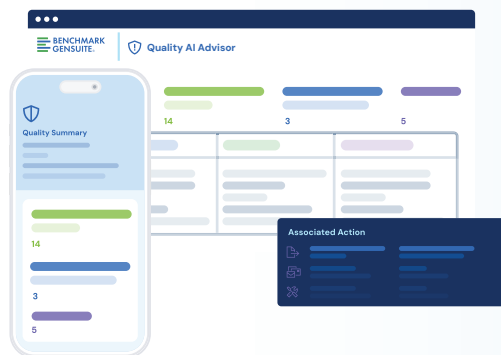 BENCHMARK
GENSUITE®
Quality AI Advisor
14
3
5
Quality Summary
14
3
5
Associated Action